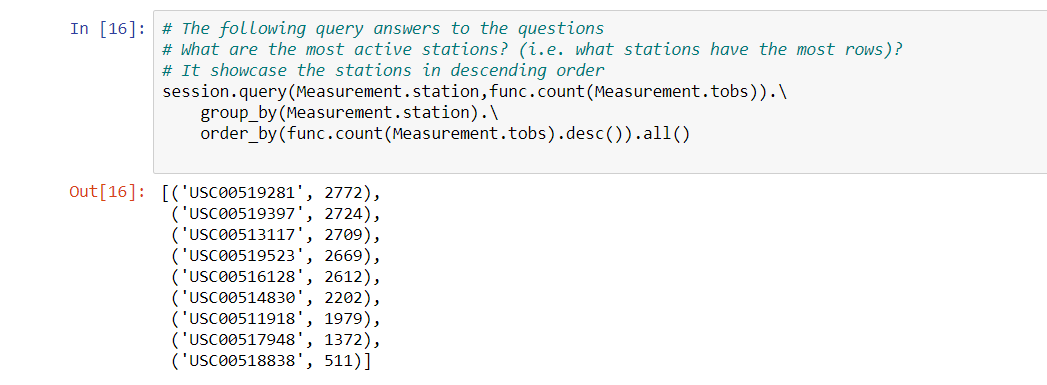 In [16]: # The following query answers to the questions
# What are the most active stations? (i.e. what stations have the most rows)?
# It showcase the stations in descending order
session.query(Measurement.station,func.count(Measurement.tobs)).\
    group_by(Measurement.station).\
    order_by(func.count(Measurement.tobs).desc()).all()
Out[16]: [('USC00519281', 2772),
 ('USC00519397', 2724),
 ('USC00513117', 2709),
 ('USC00519523', 2669),
 ('USC00516128', 2612),
 ('USC00514830', 2202),
 ('USC00511918', 1979),
 ('USC00517948', 1372),
 ('USC00518838', 511)]